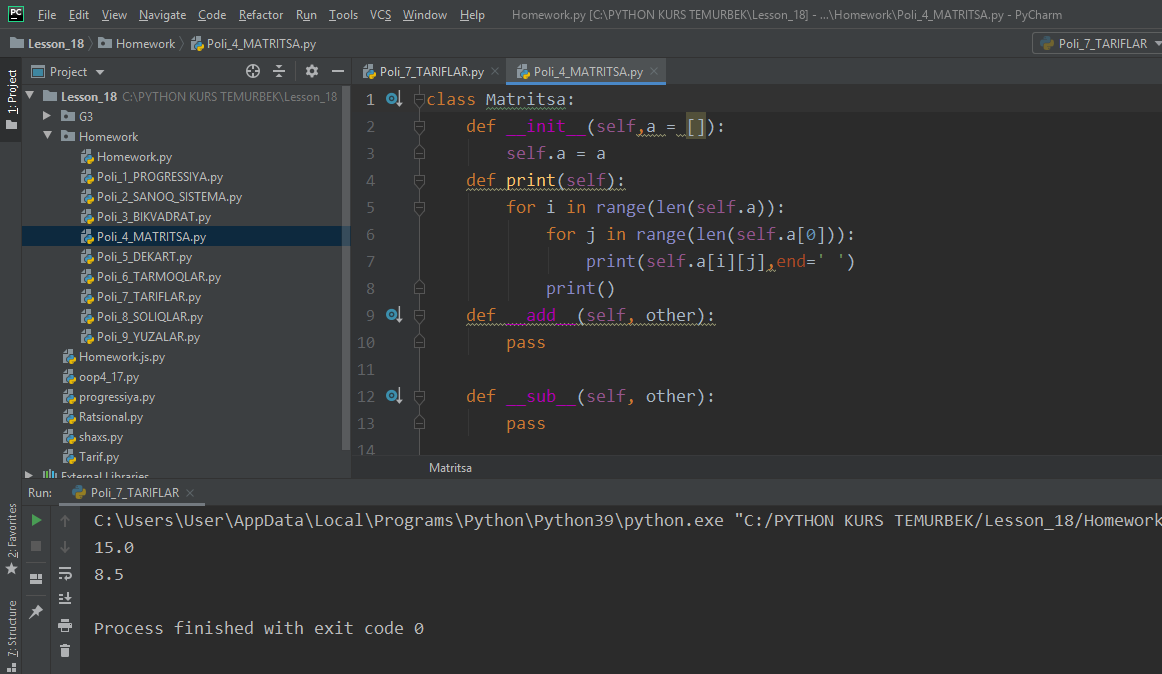 PC File Edit View Navigate Code Refactor Run Tools VCS Window Help Homework.py [C:\PYTHON KURS TEMURBEK\Lesson_18] - ...\Homework\Poli_4_MATRITSA.py - PyCharm
Lesson_18 Homework Poli_4_MATRITSA.py Poli_7_TARIFLAR
1: Project
2: Favorites
7: Structure
Project
Lesson_18 C:\PYTHON KURS TEMURBEK\Lesson_18
G3
Homework
Homework.py
Poli_1_PROGRESSIYA.py
Poli_2_SANOQ_SISTEMA.py
Poli_3_BIKVADRAT.py
Poli_4_MATRITSA.py
Poli_5_DEKART.py
Poli_6_TARMOQLAR.py
Poli_7_TARIFLAR.py
Poli_8_SOLIQLAR.py
Poli_9_YUZALAR.py
Homework.js.py
oop4_17.py
progressiya.py
Ratsional.py
shaxs.py
Tarif.py
External Libraries
Poli_7_TARIFLAR.py Poli_4_MATRITSA.py
1 class Matritsa:
2 def __init__(self,a = []):
3 self.a = a
4 def print(self):
5 for i in range(len(self.a)):
6 for j in range(len(self.a[0])):
7 print(self.a[i][j],end=' ')
8 print()
9 def __add__(self, other):
10 pass
11
12 def __sub__(self, other):
13 pass
14
Matritsa
Run: Poli_7_TARIFLAR
C:\Users\User\AppData\Local\Programs\Python\Python39\python.exe "C:/PYTHON KURS TEMURBEK/Lesson_18/Homework
15.0
8.5
Process finished with exit code 0